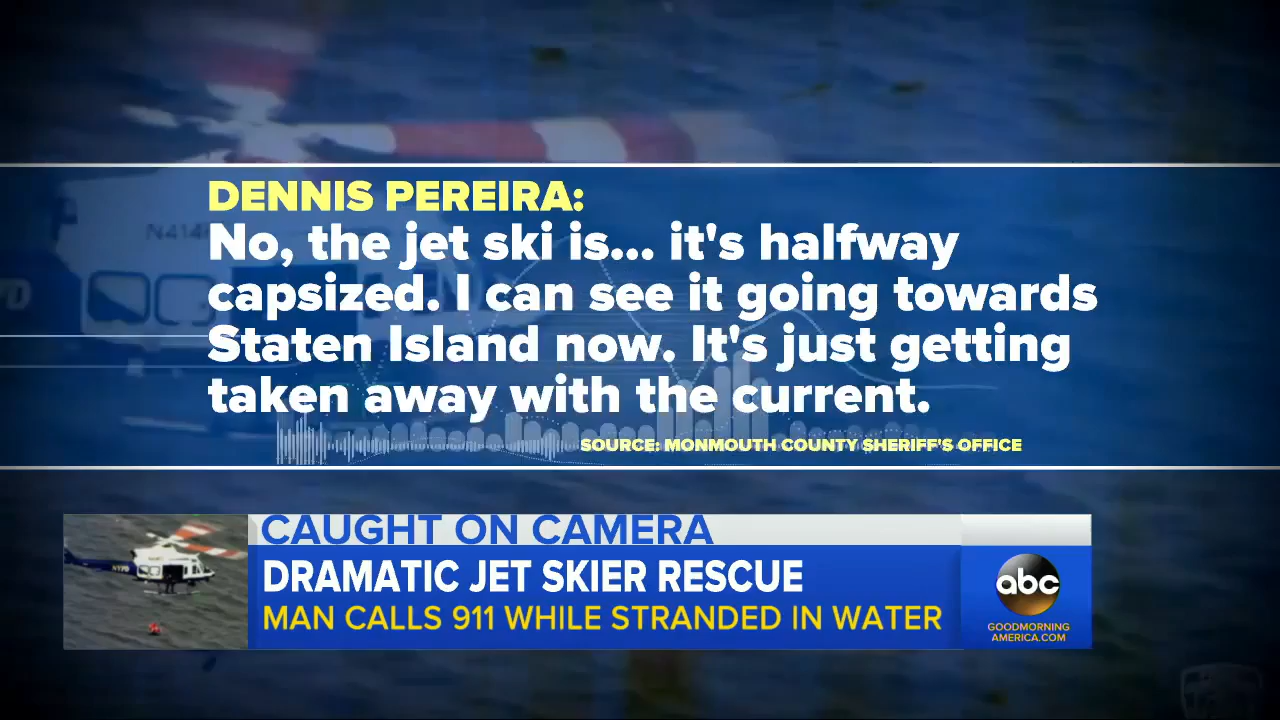 DENNIS PEREIRA:
No, the jet ski is... it's halfway
capsized. I can see it going towards
Staten Island now. It's just getting
taken away with the current.
SOURCE: MONMOUTH COUNTY SHERIFF'S OFFICE
CAUGHT ON CAMERA
DRAMATIC JET SKIER RESCUE
MAN CALLS 911 WHILE STRANDED IN WATER
abc
GOODMORNING
AMERICA.COM
NYPD